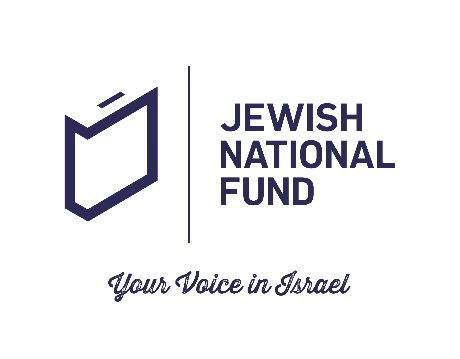 JEWISH
NATIONAL
FUND
Your Voice in Israel